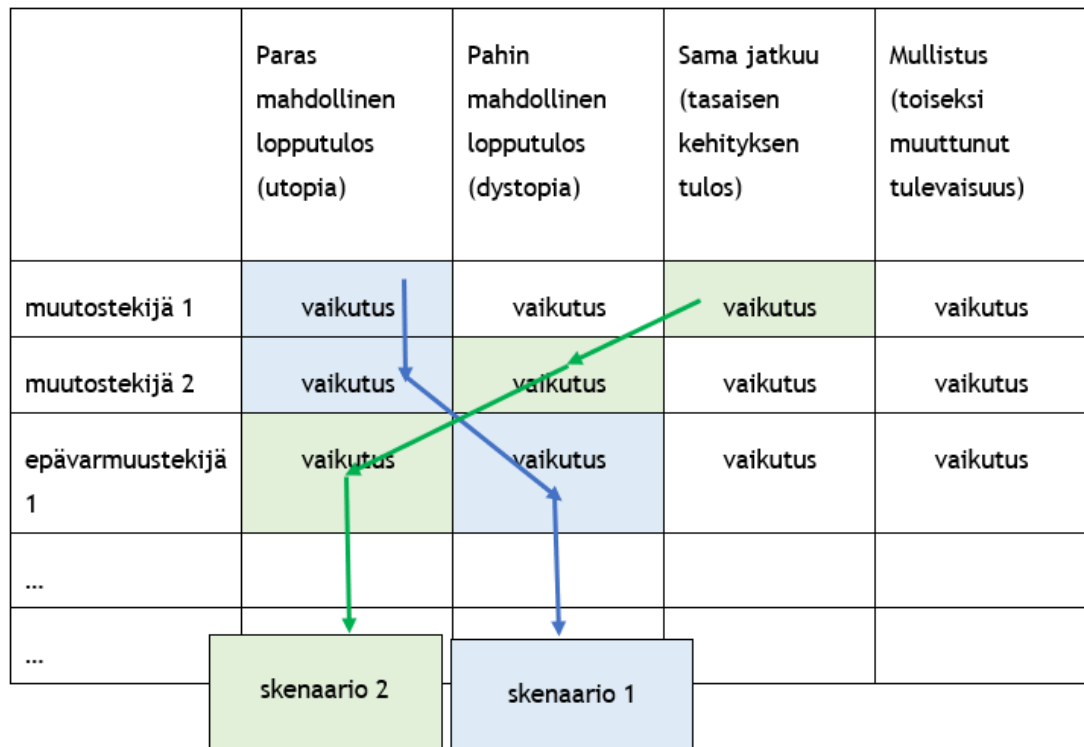 Paras
mahdollinen
lopputulos
(utopia)
Pahin
mahdollinen
lopputulos
(dystopia)
Sama jatkuu
(tasaisen
kehityksen
tulos)
Mullistus
(toiseksi
muuttunut
tulevaisuus)
muutostekijä 1 vaikutus vaikutus vaikutus vaikutus
muutostekijä 2 vaikutus vaikutus vaikutus vaikutus
epävarmuustekijä vaikutus vaikutus vaikutus vaikutus
1
…
…
skenaario 2
skenaario 1